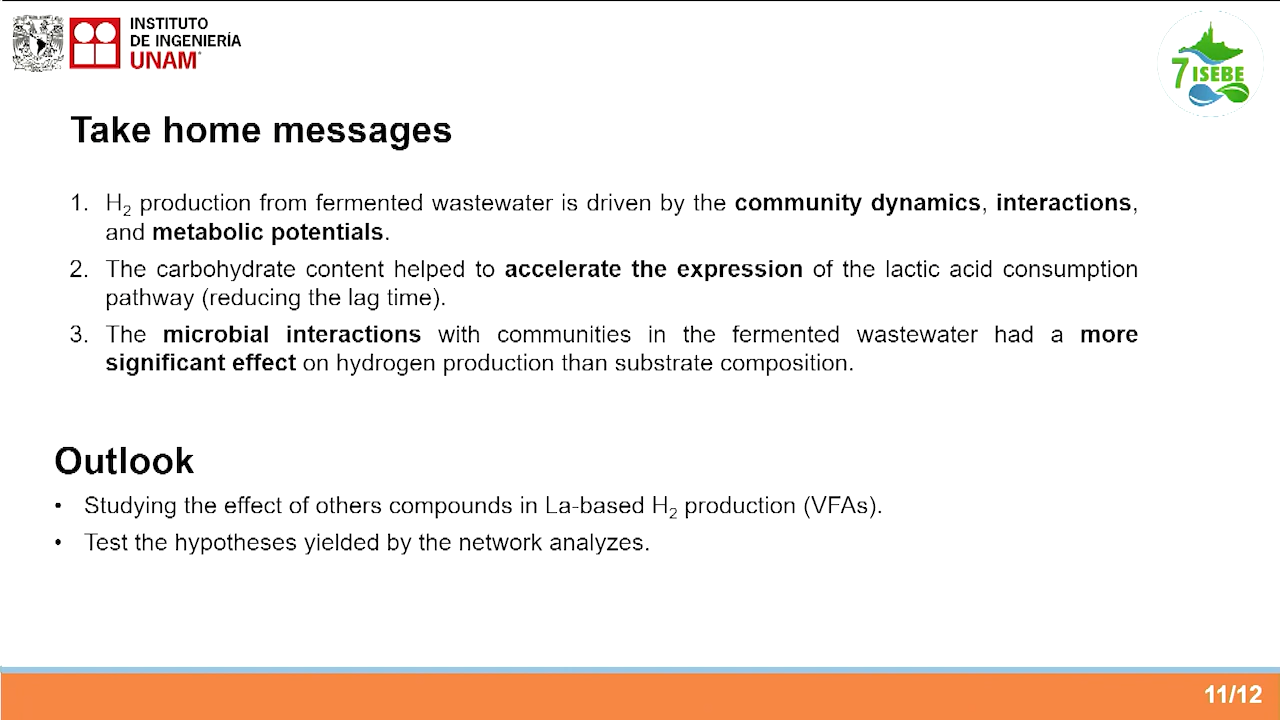 INSTITUTO
DE INGENIERÍA
UNAM
7 ISEBE
Take home messages
1. H₂ production from fermented wastewater is driven by the community dynamics, interactions,
and metabolic potentials.
2. The carbohydrate content helped to accelerate the expression of the lactic acid consumption
pathway (reducing the lag time).
3. The microbial interactions with communities in the fermented wastewater had a more
significant effect on hydrogen production than substrate composition.
Outlook
• Studying the effect of others compounds in La-based H₂ production (VFAs).
• Test the hypotheses yielded by the network analyzes.
11/12